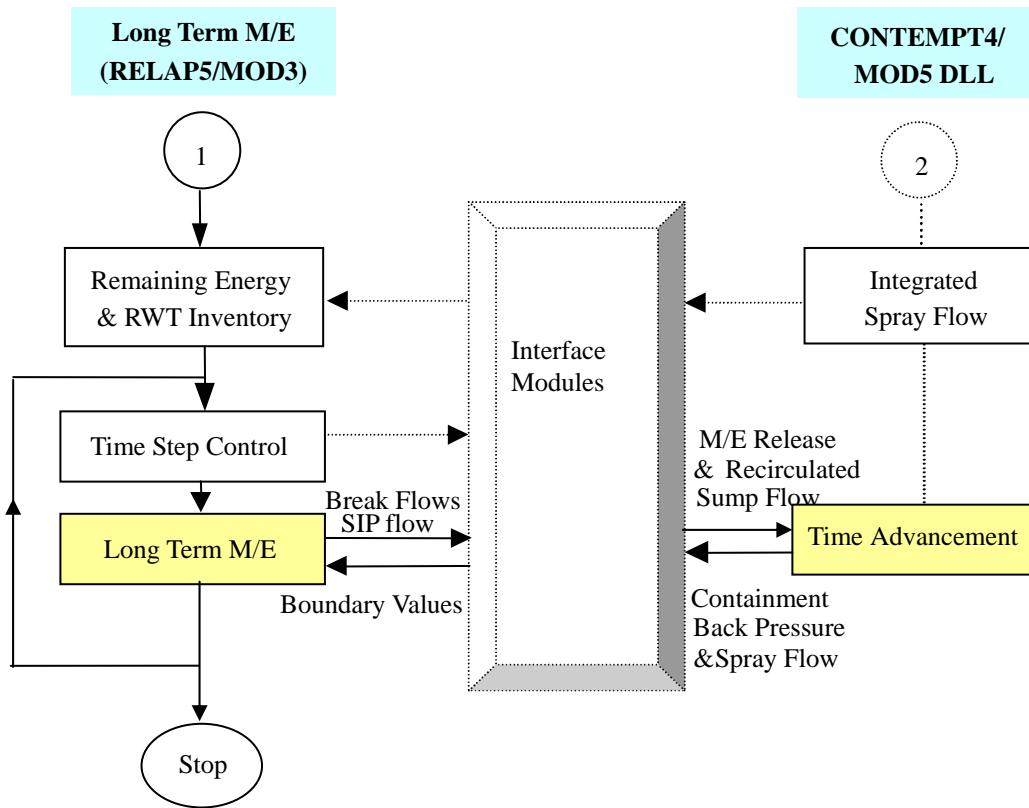 Long Term M/E
(RELAP5/MOD3)
CONTEMPT4/
MOD5 DLL
1
2
Remaining Energy
& RWT Inventory
Integrated
Spray Flow
Interface
Modules
Time Step Control
M/E Release
& Recirculated
Sump Flow
Break Flows
SIP flow
Long Term M/E
Time Advancement
Boundary Values
Containment
Back Pressure
&Spray Flow
Stop